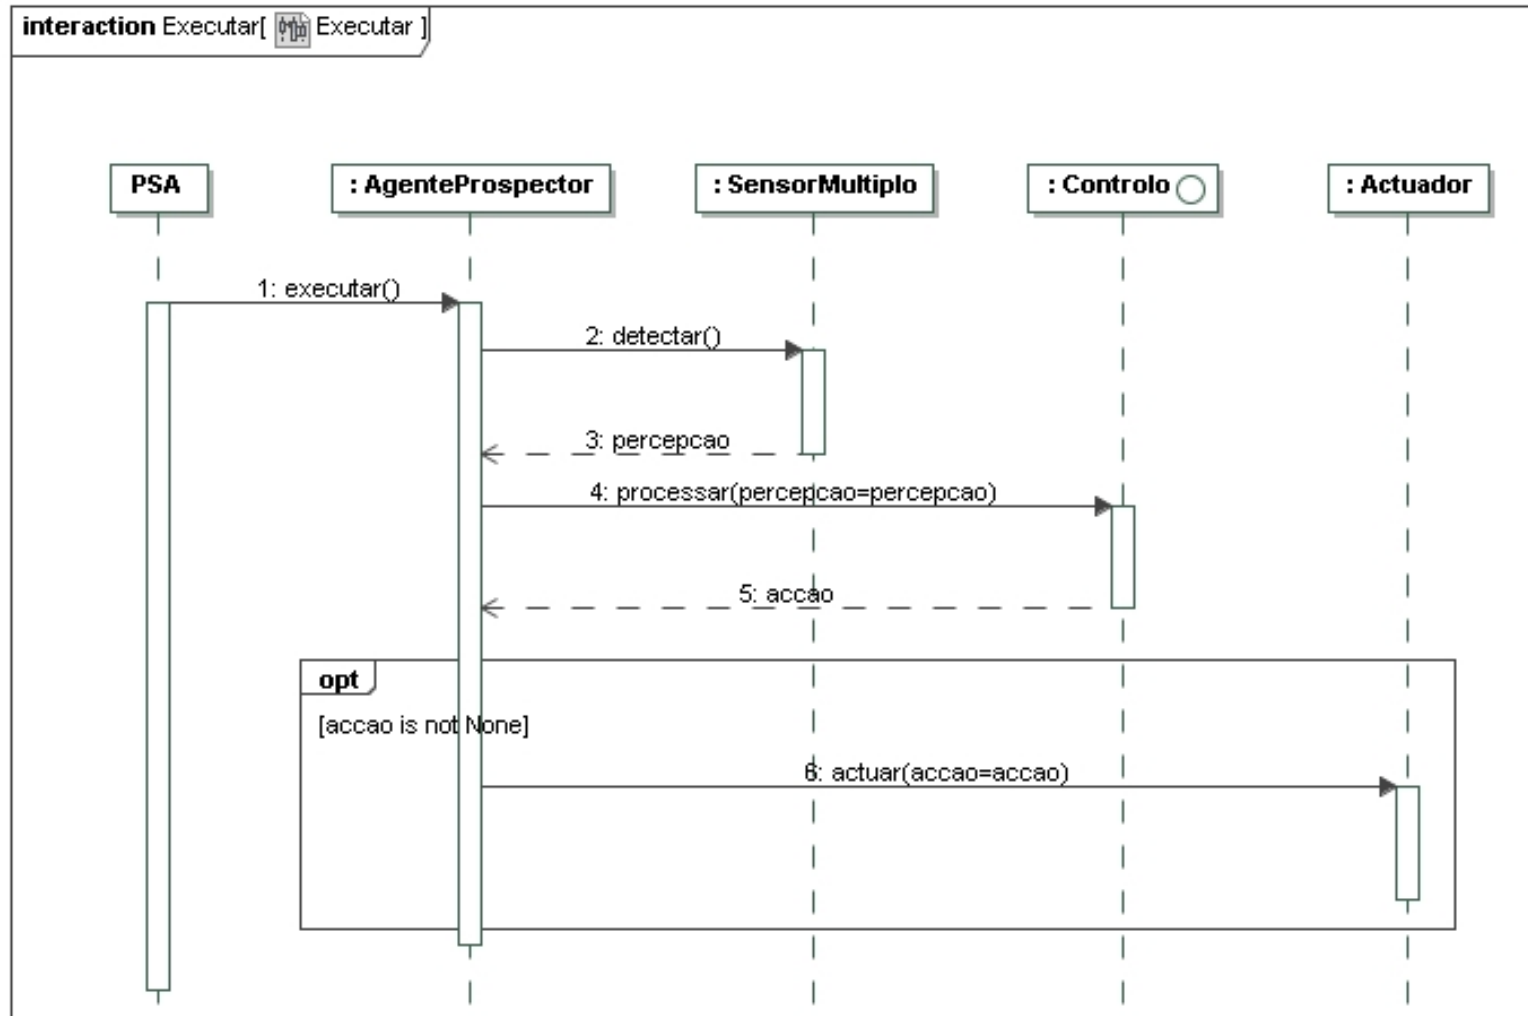 interaction Executar[ Executar ]
PSA
: AgenteProspector
: SensorMultiplo
: Controlo
: Actuador
1: executar()
2: detectar()
3: percepcao
4: processar(percepcao=percepcao)
5: accao
opt
[accao is not None]
6: actuar(accao=accao)